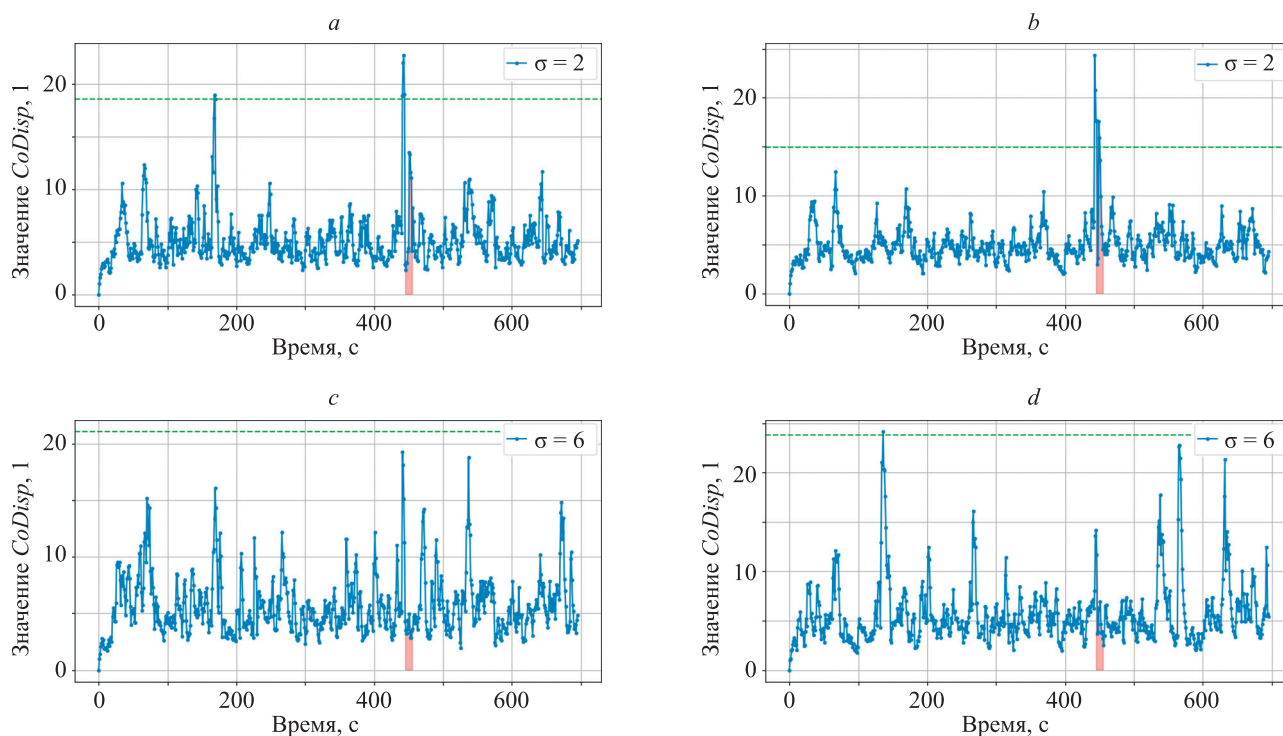 a
σ = 2
Значение CoDisp, 1
20
10
0
0
200
400
600
Время, с
b
σ = 2
Значение CoDisp, 1
20
10
0
0
200
400
600
Время, с
c
σ = 6
Значение CoDisp, 1
20
10
0
0
200
400
600
Время, с
d
σ = 6
Значение CoDisp, 1
20
10
0
0
200
400
600
Время, с